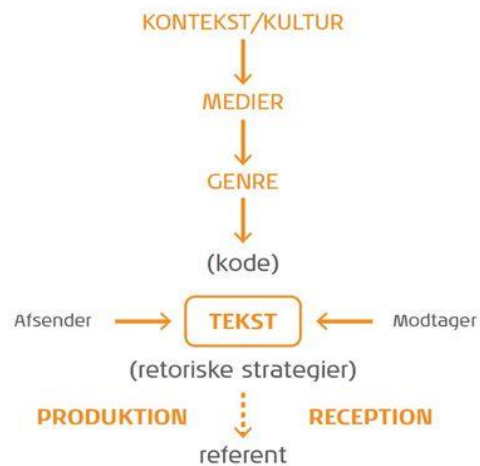 KONTEKST/KULTUR
MEDIER
GENRE
(kode)
Afsender TEKST Modtager
(retoriske strategier)
PRODUKTION RECEPTION
referent